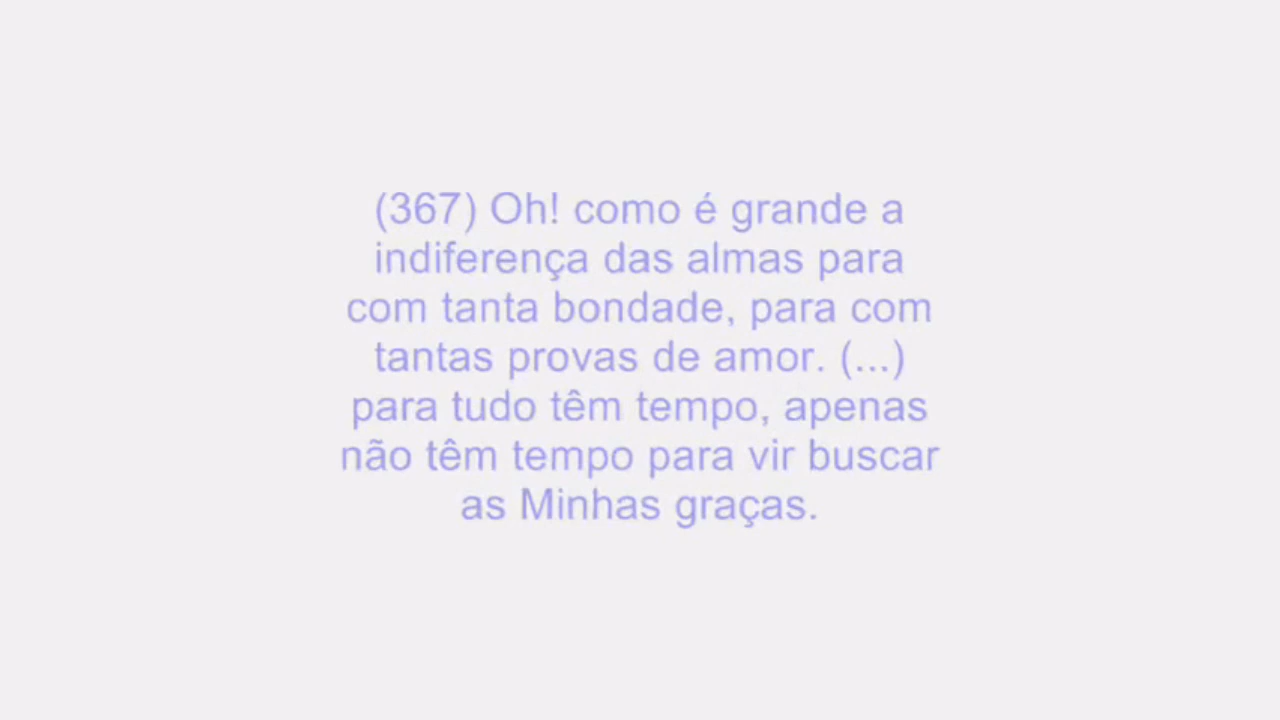 (367) Oh! como é grande a
indiferença das almas para
com tanta bondade, para com
tantas provas de amor. (...)
para tudo têm tempo, apenas
não têm tempo para vir buscar
as Minhas graças.